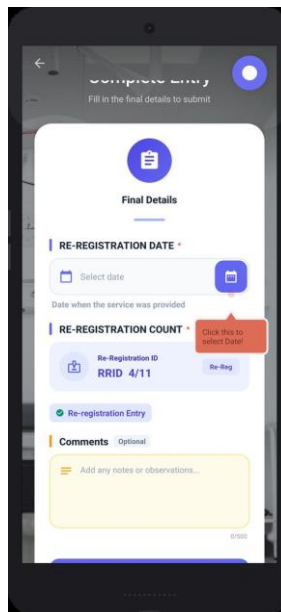 Complete Entry
Fill in the final details to submit
Final Details
RE-REGISTRATION DATE *
Select date
Date when the service was provided
Click this to
select Date!
RE-REGISTRATION COUNT *
Re-Registration ID
RRID 4/11
Re-Reg
Re-registration Entry
Comments Optional
Add any notes or observations...
0/500